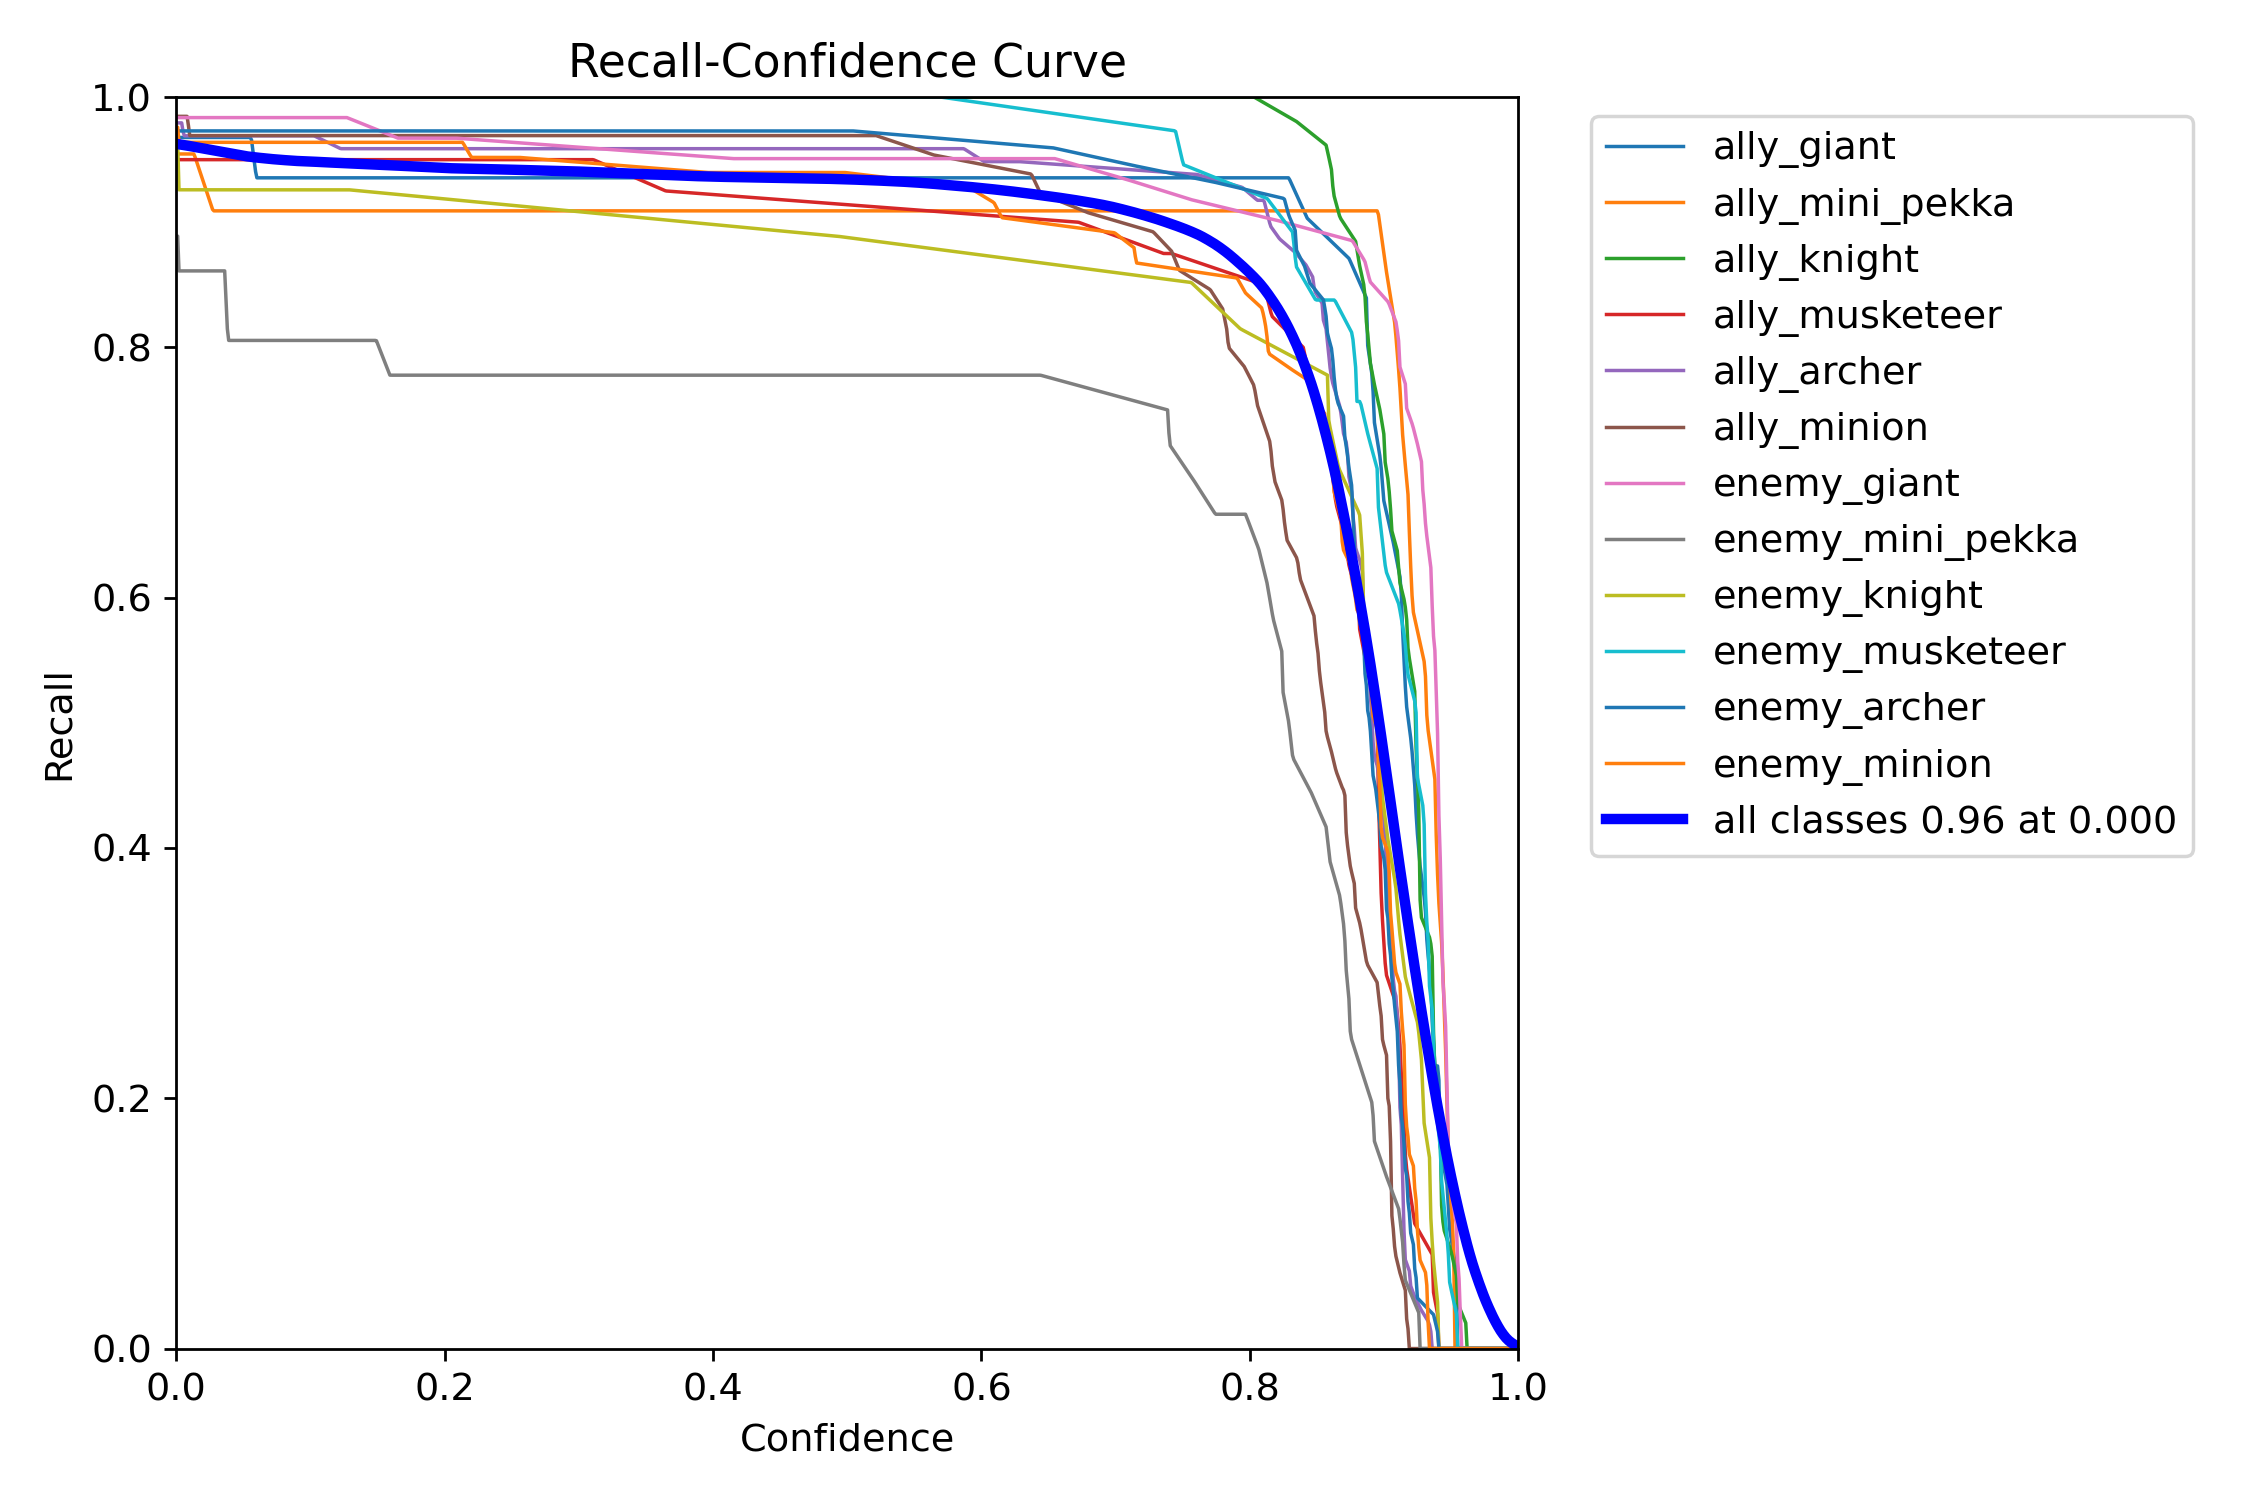 Recall-Confidence Curve
1.0
0.8
0.6
0.4
0.2
0.0
Recall
0.0 0.2 0.4 0.6 0.8 1.0
Confidence
ally_giant
ally_mini_pekka
ally_knight
ally_musketeer
ally_archer
ally_minion
enemy_giant
enemy_mini_pekka
enemy_knight
enemy_musketeer
enemy_archer
enemy_minion
all classes 0.96 at 0.000